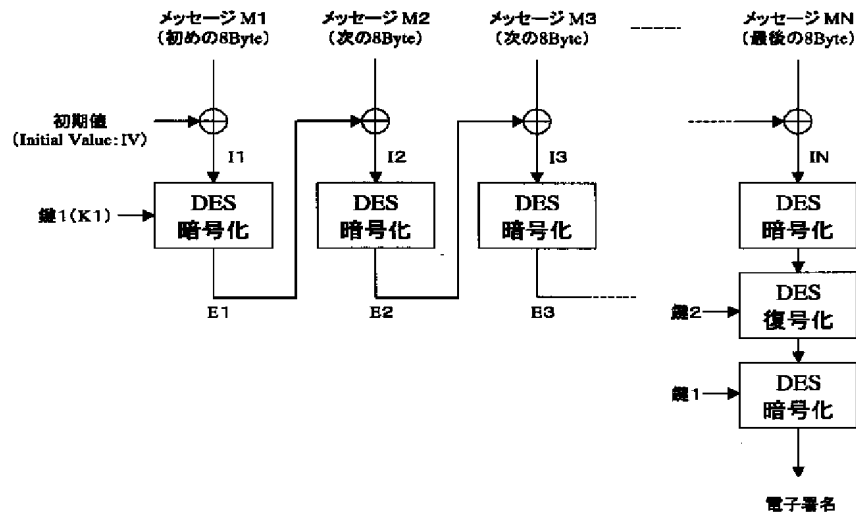 メッセージ M1
(初めの8Byte)
メッセージ M2
(次の8Byte)
メッセージ M3
(次の8Byte)
メッセージ MN
(最後の8Byte)
初期値
(Initial Value: IV)
I1
I2
I3
IN
鍵1(K1)
DES
暗号化
DES
暗号化
DES
暗号化
DES
暗号化
E1
E2
E3
鍵2
DES
復号化
鍵1
DES
暗号化
電子署名